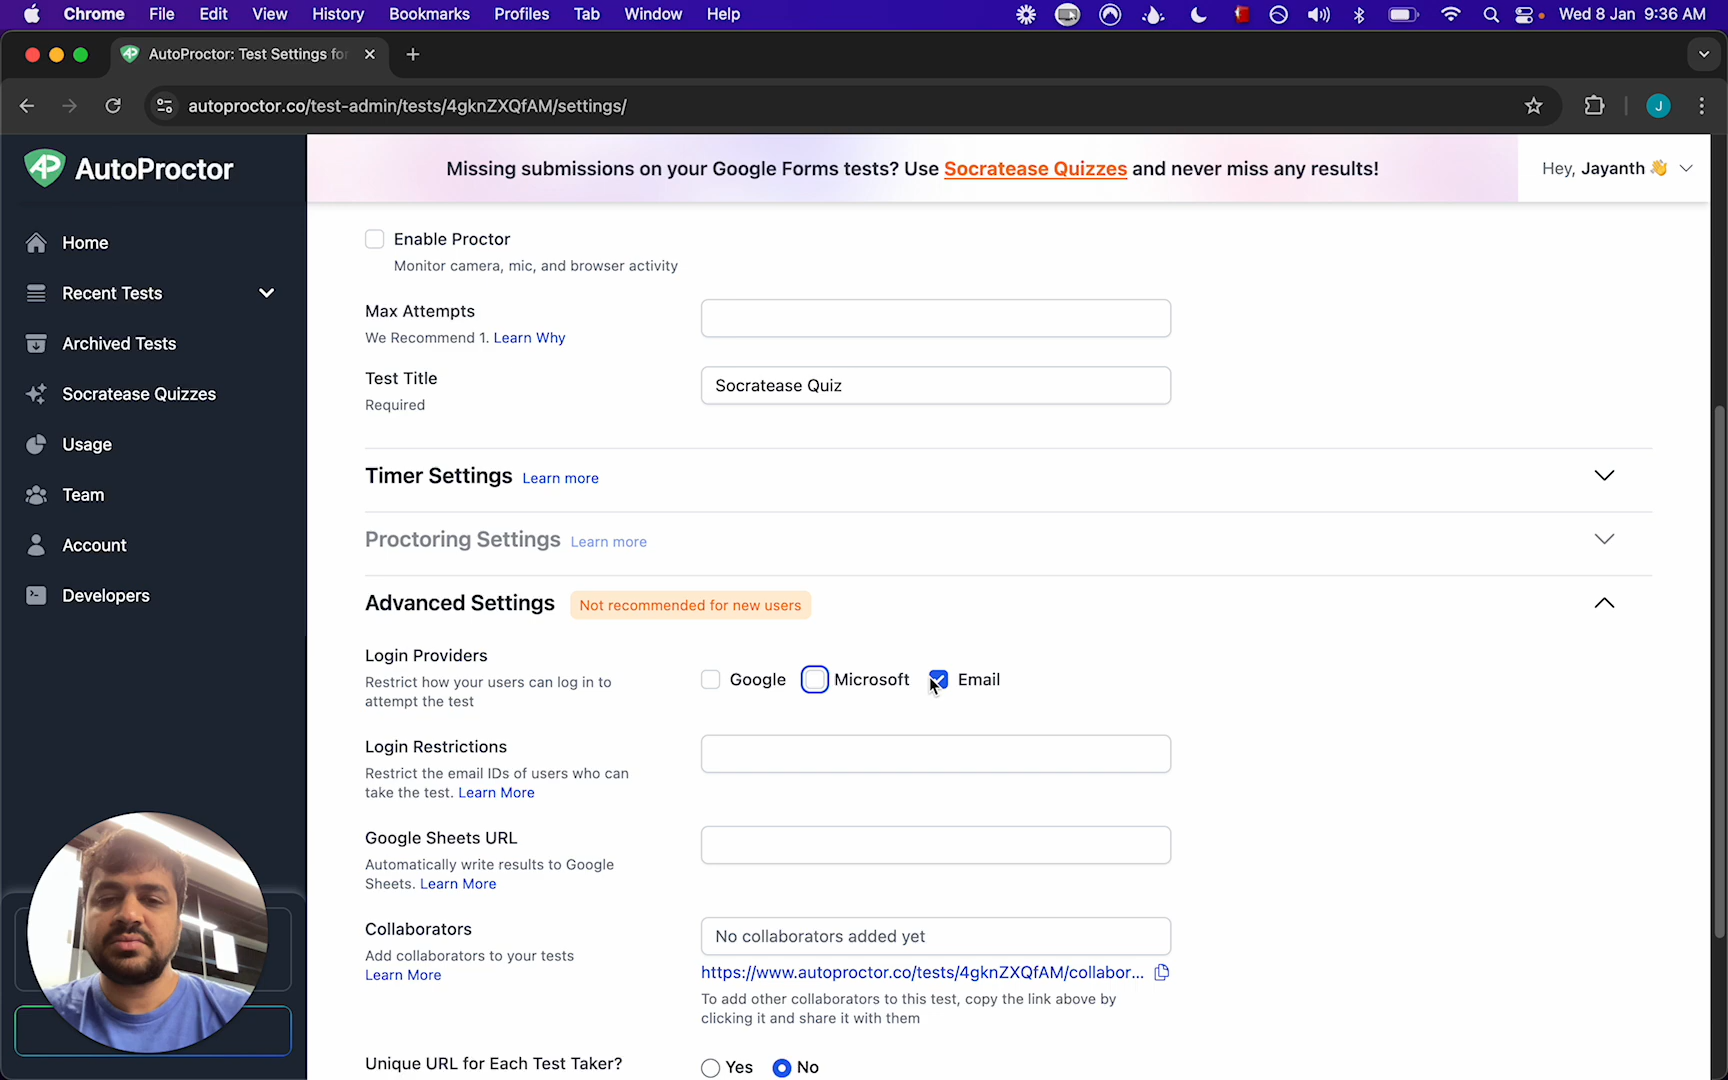 Chrome File Edit View History Bookmarks Profiles Tab Window Help Wed 8 Jan 9:36 AM
AutoProctor: Test Settings for
autoproctor.co/test-admin/tests/4gknZXQfAM/settings/ J
AP AutoProctor
Missing submissions on your Google Forms tests? Use Socratease Quizzes and never miss any results!
Hey, Jayanth 👋
Home
Recent Tests
Archived Tests
Socratease Quizzes
Usage
Team
Account
Developers
Enable Proctor
Monitor camera, mic, and browser activity
Max Attempts
We Recommend 1. Learn Why
Test Title
Required
Socratease Quiz
Timer Settings Learn more
Proctoring Settings Learn more
Advanced Settings Not recommended for new users
Login Providers
Restrict how your users can log in to
attempt the test
Google Microsoft Email
Login Restrictions
Restrict the email IDs of users who can
take the test. Learn More
Google Sheets URL
Automatically write results to Google
Sheets. Learn More
Collaborators
Add collaborators to your tests
Learn More
No collaborators added yet
https://www.autoproctor.co/tests/4gknZXQfAM/collabor...
To add other collaborators to this test, copy the link above by
clicking it and share it with them
Unique URL for Each Test Taker?
Yes No